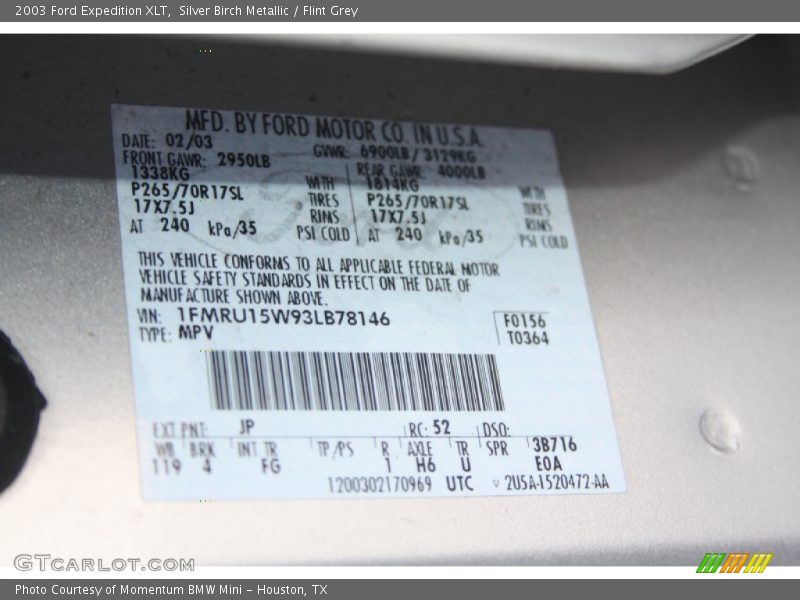 2003 Ford Expedition XLT, Silver Birch Metallic / Flint Grey
MFD. BY FORD MOTOR CO. IN U.S.A.
DATE: 02/03 GVWR: 6900LB / 3129KG
FRONT GAWR: 2950LB REAR GAWR: 4000LB
1338KG WITH 1814KG WITH
P265/70R17SL TIRES P265/70R17SL TIRES
17X7.5J RIMS 17X7.5J RIMS
AT 240 kPa/35 PSI COLD AT 240 kPa/35 PSI COLD
THIS VEHICLE CONFORMS TO ALL APPLICABLE FEDERAL MOTOR
VEHICLE SAFETY STANDARDS IN EFFECT ON THE DATE OF
MANUFACTURE SHOWN ABOVE.
VIN: 1FMRU15W93LB78146 F0156
TYPE: MPV T0364
EXT PNT: JP RC: 52 DSO:
WB BRK INT TR TP/PS R AXLE TR SPR 3B716
119 4 FG 1 H6 U E0A
1200302170969 UTC ▽ 2U5A-1520472-AA
GTCARLOT.COM
Photo Courtesy of Momentum BMW Mini - Houston, TX